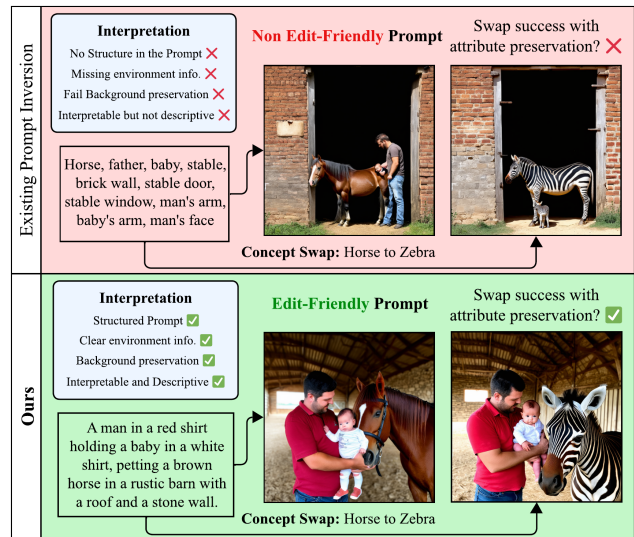 Existing Prompt Inversion
Interpretation
No Structure in the Prompt ❌
Missing environment info. ❌
Fail Background preservation ❌
Interpretable but not descriptive ❌
Non Edit-Friendly Prompt
Swap success with
attribute preservation? ❌
Horse, father, baby, stable,
brick wall, stable door,
stable window, man's arm,
baby's arm, man's face
Concept Swap: Horse to Zebra
Ours
Interpretation
Structured Prompt ✅
Clear environment info. ✅
Background preservation ✅
Interpretable and Descriptive ✅
Edit-Friendly Prompt
Swap success with
attribute preservation? ✅
A man in a red shirt
holding a baby in a white
shirt, petting a brown
horse in a rustic barn with
a roof and a stone wall.
Concept Swap: Horse to Zebra